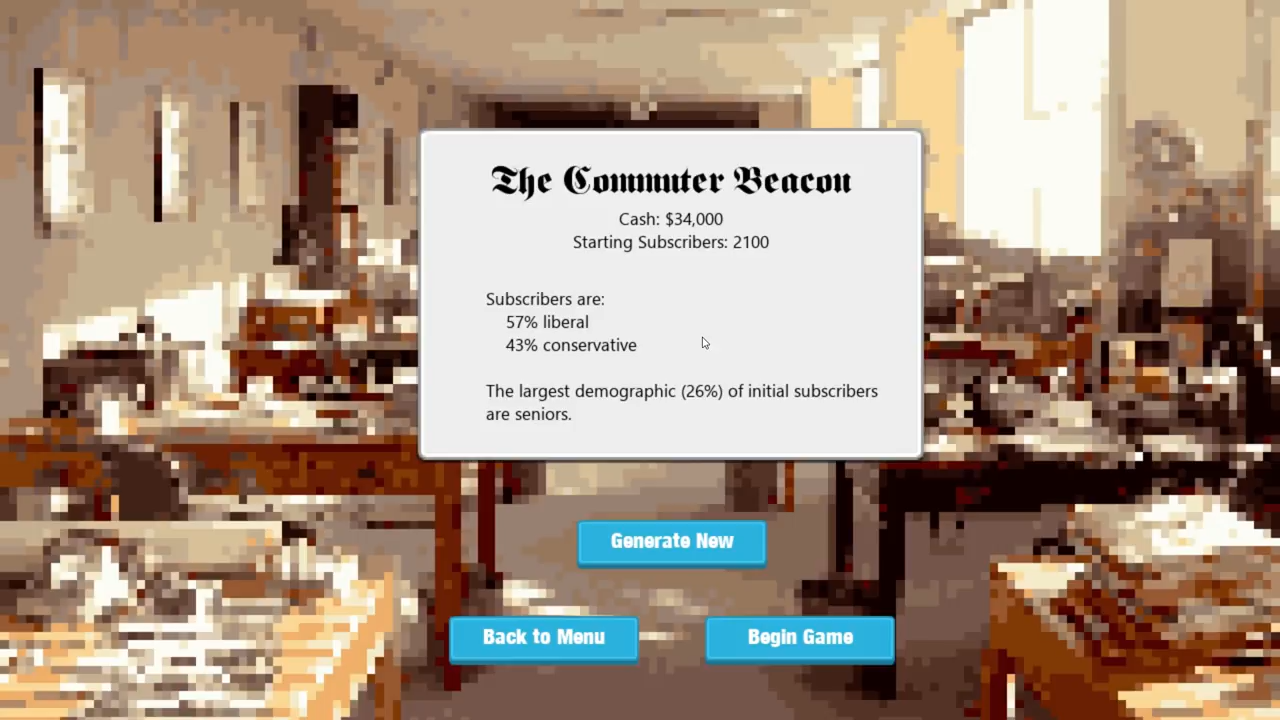 The Commuter Beacon
Cash: $34,000
Starting Subscribers: 2100
Subscribers are:
57% liberal
43% conservative
The largest demographic (26%) of initial subscribers
are seniors.
Generate New
Back to Menu
Begin Game